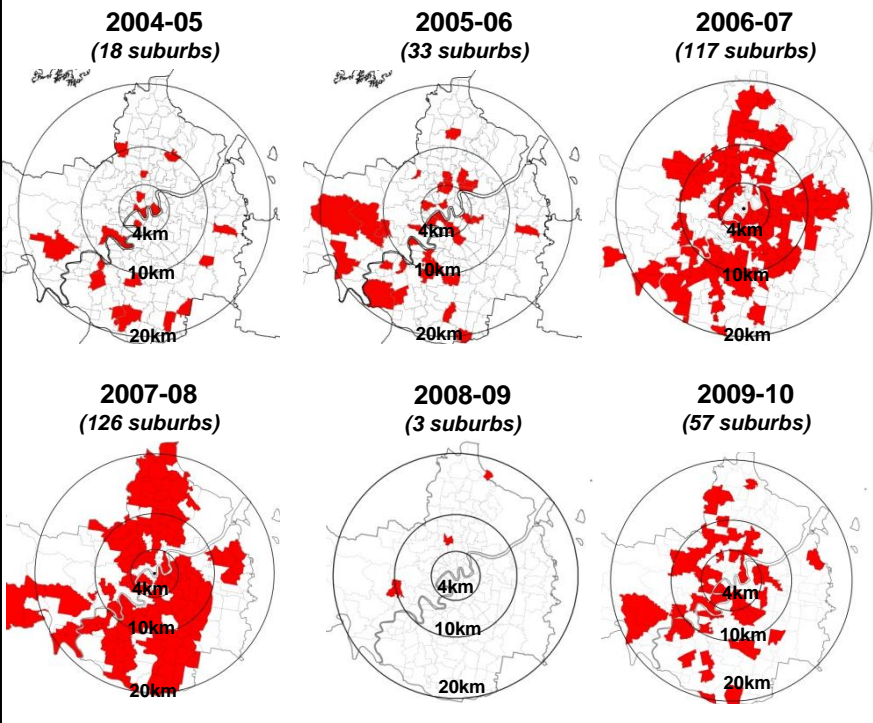 2004-05
(18 suburbs)
4km
10km
20km
2005-06
(33 suburbs)
4km
10km
20km
2006-07
(117 suburbs)
4km
10km
20km
2007-08
(126 suburbs)
4km
10km
20km
2008-09
(3 suburbs)
4km
10km
20km
2009-10
(57 suburbs)
4km
10km
20km